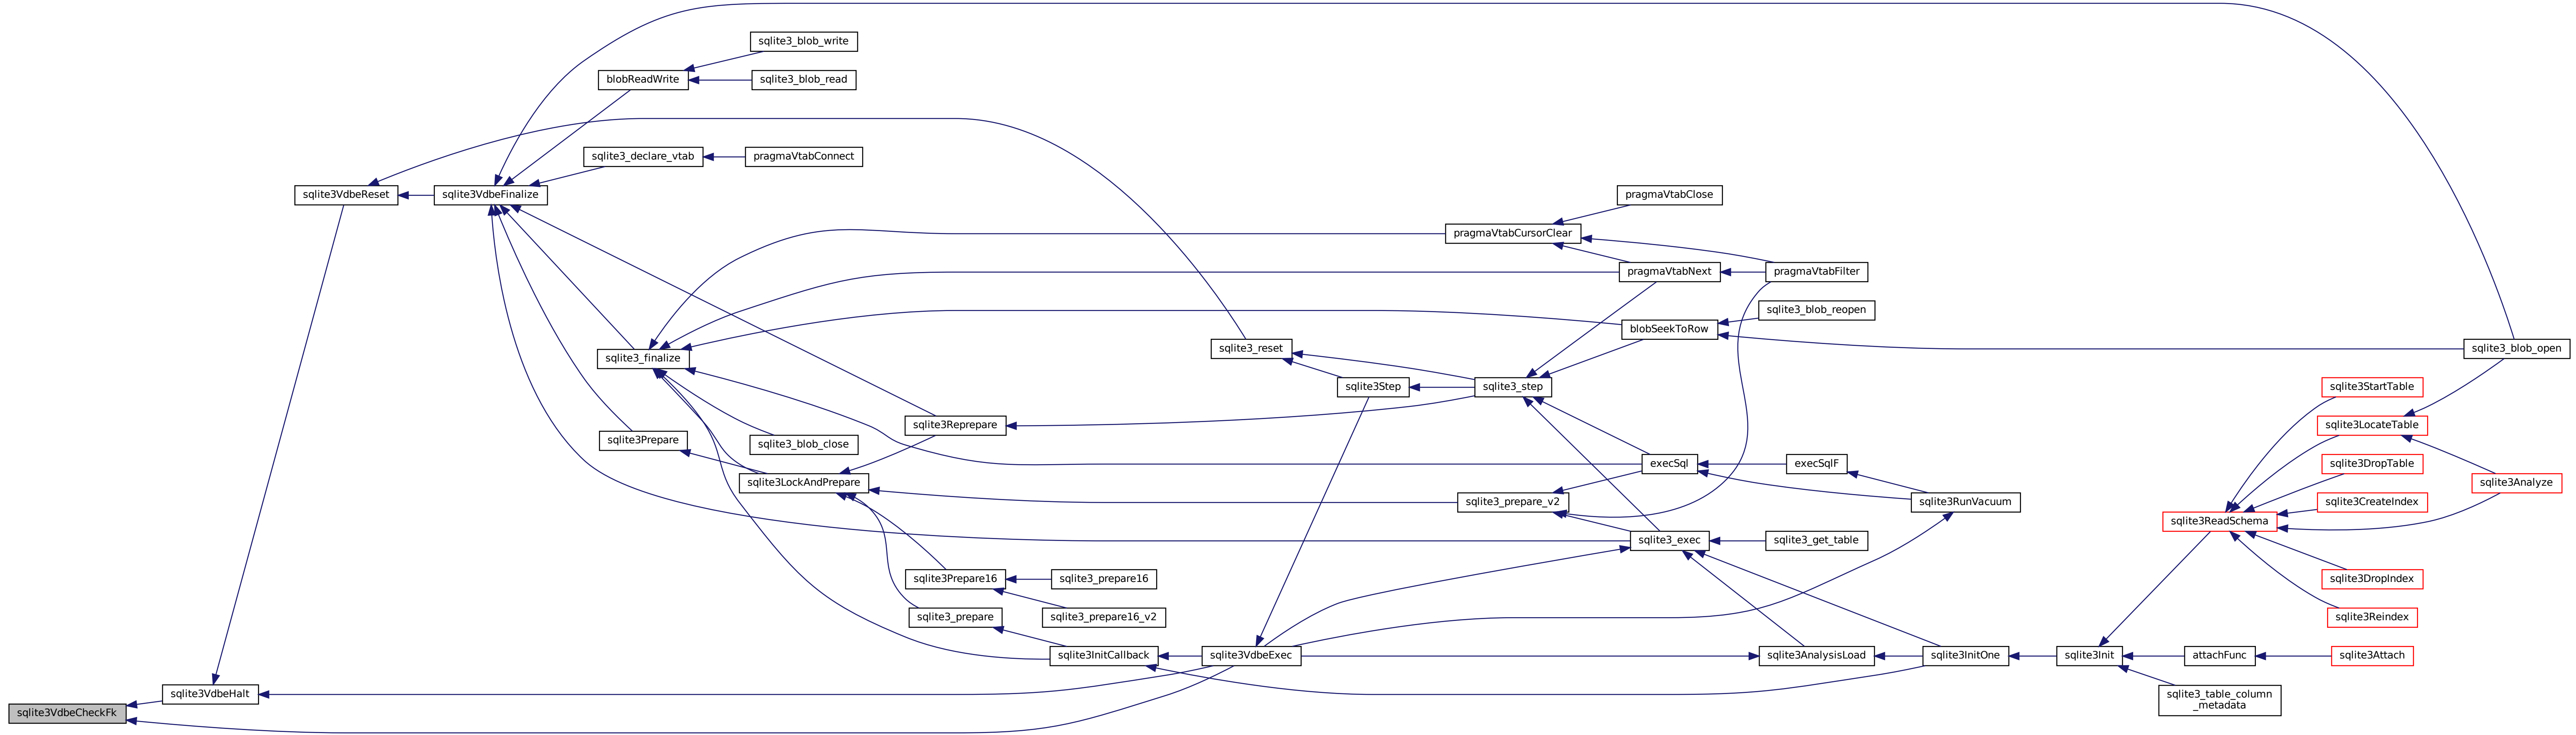 sqlite3VdbeCheckFk
sqlite3VdbeHalt
sqlite3VdbeReset
sqlite3VdbeFinalize
blobReadWrite
sqlite3_blob_write
sqlite3_blob_read
sqlite3_declare_vtab
pragmaVtabConnect
sqlite3_finalize
sqlite3Prepare
sqlite3_blob_close
sqlite3LockAndPrepare
sqlite3Reprepare
sqlite3Prepare16
sqlite3_prepare16
sqlite3_prepare16_v2
sqlite3_prepare
sqlite3InitCallback
sqlite3_reset
sqlite3VdbeExec
sqlite3Step
sqlite3_step
sqlite3_prepare_v2
pragmaVtabCursorClear
pragmaVtabClose
pragmaVtabNext
pragmaVtabFilter
blobSeekToRow
sqlite3_blob_reopen
execSql
execSqlF
sqlite3RunVacuum
sqlite3_exec
sqlite3_get_table
sqlite3AnalysisLoad
sqlite3InitOne
sqlite3Init
attachFunc
sqlite3Attach
sqlite3_table_column
_metadata
sqlite3ReadSchema
sqlite3StartTable
sqlite3LocateTable
sqlite3DropTable
sqlite3CreateIndex
sqlite3DropIndex
sqlite3Reindex
sqlite3_blob_open
sqlite3Analyze